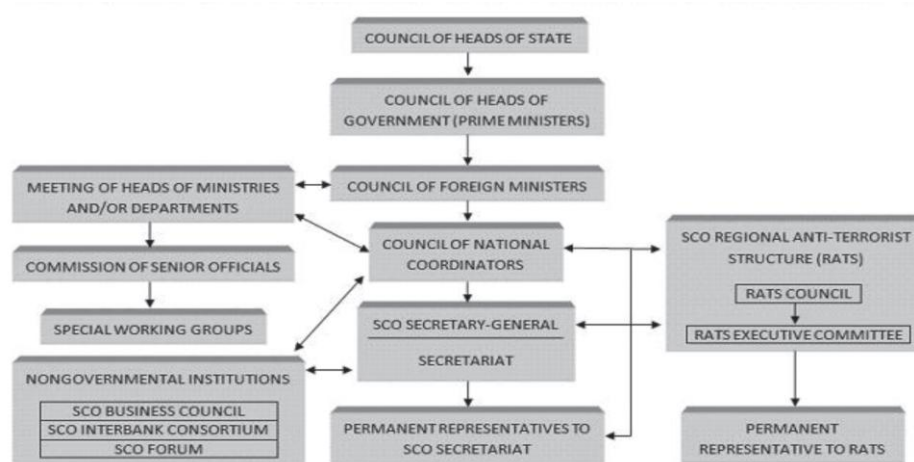 COUNCIL OF HEADS OF STATE
COUNCIL OF HEADS OF
GOVERNMENT (PRIME MINISTERS)
MEETING OF HEADS OF MINISTRIES
AND/OR DEPARTMENTS
COUNCIL OF FOREIGN MINISTERS
COUNCIL OF NATIONAL
COORDINATORS
SCO REGIONAL ANTI-TERRORIST
STRUCTURE (RATS)
RATS COUNCIL
RATS EXECUTIVE COMMITTEE
COMMISSION OF SENIOR OFFICIALS
SPECIAL WORKING GROUPS
SCO SECRETARY-GENERAL
SECRETARIAT
NONGOVERNMENTAL INSTITUTIONS
SCO BUSINESS COUNCIL
SCO INTERBANK CONSORTIUM
SCO FORUM
PERMANENT REPRESENTATIVES TO
SCO SECRETARIAT
PERMANENT
REPRESENTATIVE TO RATS